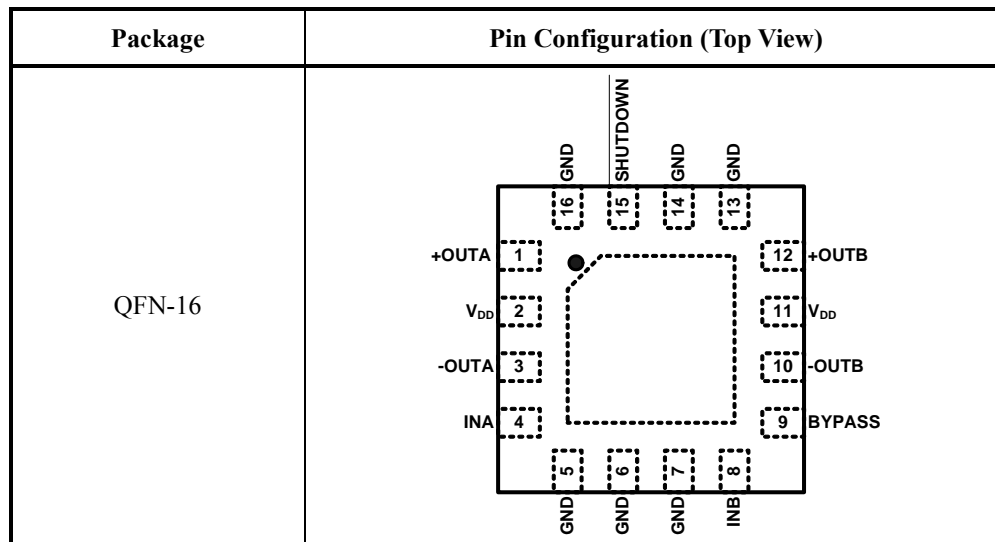 Package
Pin Configuration (Top View)
QFN-16
GND
SHUTDOWN
GND
GND
16
15
14
13
+OUTA 1
12 +OUTB
VDD 2
11 VDD
-OUTA 3
10 -OUTB
INA 4
9 BYPASS
5
6
7
8
GND
GND
GND
INB